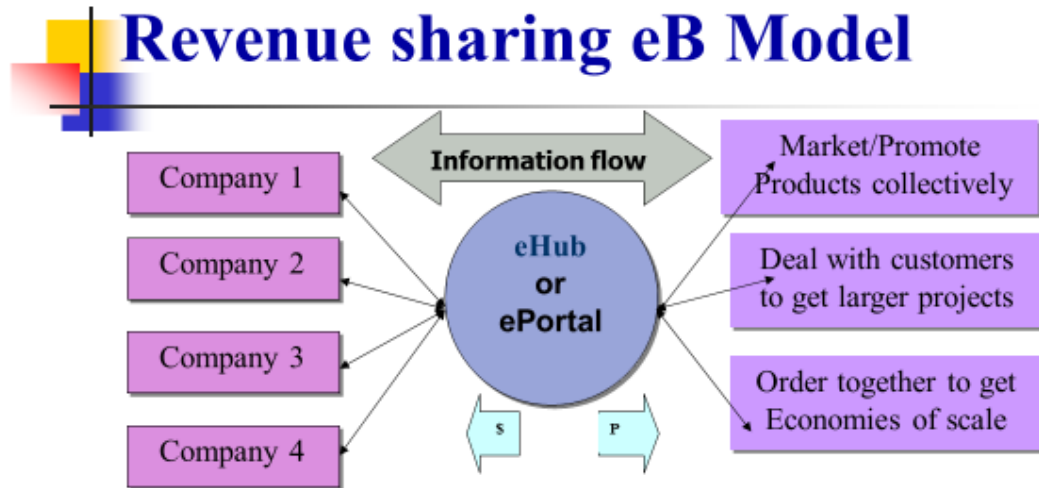 Revenue sharing eB Model
Information flow
Company 1
Company 2
Company 3
Company 4
eHub
or
ePortal
$
P
Market/Promote
Products collectively
Deal with customers
to get larger projects
Order together to get
Economies of scale